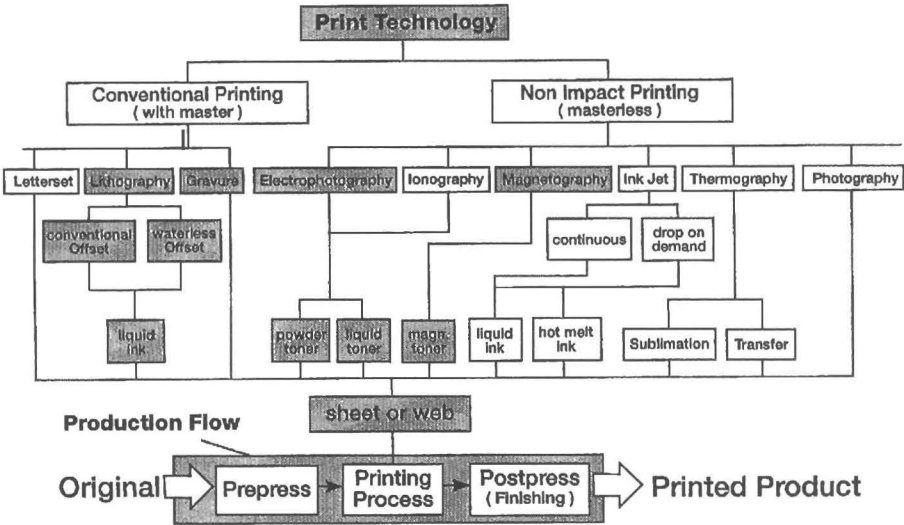 Print Technology
Conventional Printing
( with master )
Non Impact Printing
( masterless )
Letterset
Lithography
Gravure
Electrophotography
Ionography
Magnetography
Ink Jet
Thermography
Photography
conventional
Offset
waterless
Offset
continuous
drop on
demand
liquid
ink
powder
toner
liquid
toner
magn.
toner
liquid
ink
hot melt
ink
Sublimation
Transfer
sheet or web
Production Flow
Original
Prepress
Printing
Process
Postpress
( Finishing )
Printed Product